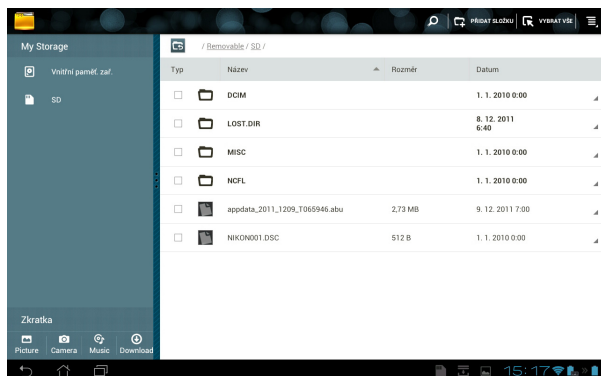 PŘIDAT SLOŽKU
VYBRAT VŠE
My Storage
Vnitřní paměť. zař.
SD
/ Removable / SD /
Typ Název Rozměr Datum
DCIM 1. 1. 2010 0:00
LOST.DIR 8. 12. 2011
6:40
MISC 1. 1. 2010 0:00
NCFL 1. 1. 2010 0:00
appdata_2011_1209_T065946.abu 2,73 MB 9. 12. 2011 7:00
NIKON001.DSC 512 B 1. 1. 2010 0:00
Zkratka
Picture Camera Music Download
15:17